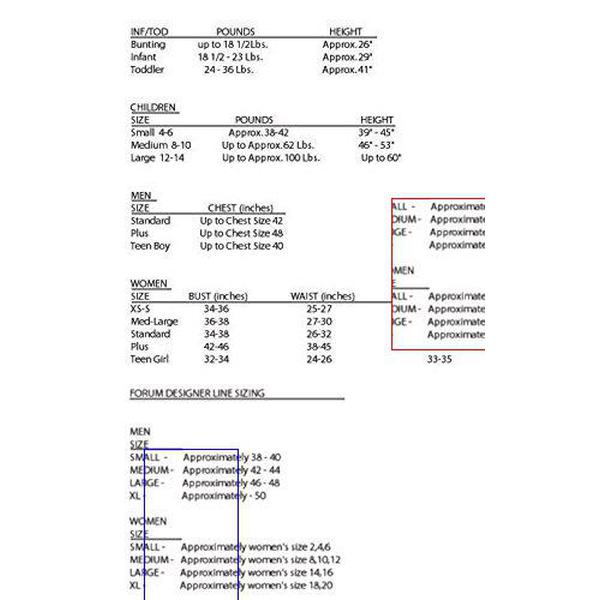 INF/TOD POUNDS HEIGHT
Bunting up to 18 1/2Lbs. Approx.26"
Infant 18 1/2 - 23 Lbs. Approx.29"
Toddler 24 - 36 Lbs. Approx.41"
CHILDREN
SIZE POUNDS HEIGHT
Small 4-6 Approx.38-42 39" - 45"
Medium 8-10 Up to Approx.62 Lbs. 46" - 53"
Large 12-14 Up to Approx.100 Lbs. Up to 60"
MEN
SIZE CHEST (inches)
Standard Up to Chest Size 42
Plus Up to Chest Size 48
Teen Boy Up to Chest Size 40
ALL - Approximate
DIUM - Approximate
GE - Approximate
Approximate
MEN
E
ALL - Approximate
DIUM - Approximate
GE - Approximate
Approximate
WOMEN
SIZE BUST (inches) WAIST (inches)
XS-S 34-36 25-27
Med-Large 36-38 27-30
Standard 34-38 26-32
Plus 42-46 38-45
Teen Girl 32-34 24-26 33-35
FORUM DESIGNER LINE SIZING
MEN
SIZE
SMALL - Approximately 38 - 40
MEDIUM - Approximately 42 - 44
LARGE - Approximately 46 - 48
XL - Approximately - 50
WOMEN
SIZE
SMALL - Approximately women's size 2,4,6
MEDIUM - Approximately women's size 8,10,12
LARGE - Approximately women's size 14,16
XL - Approximately women's size 18,20